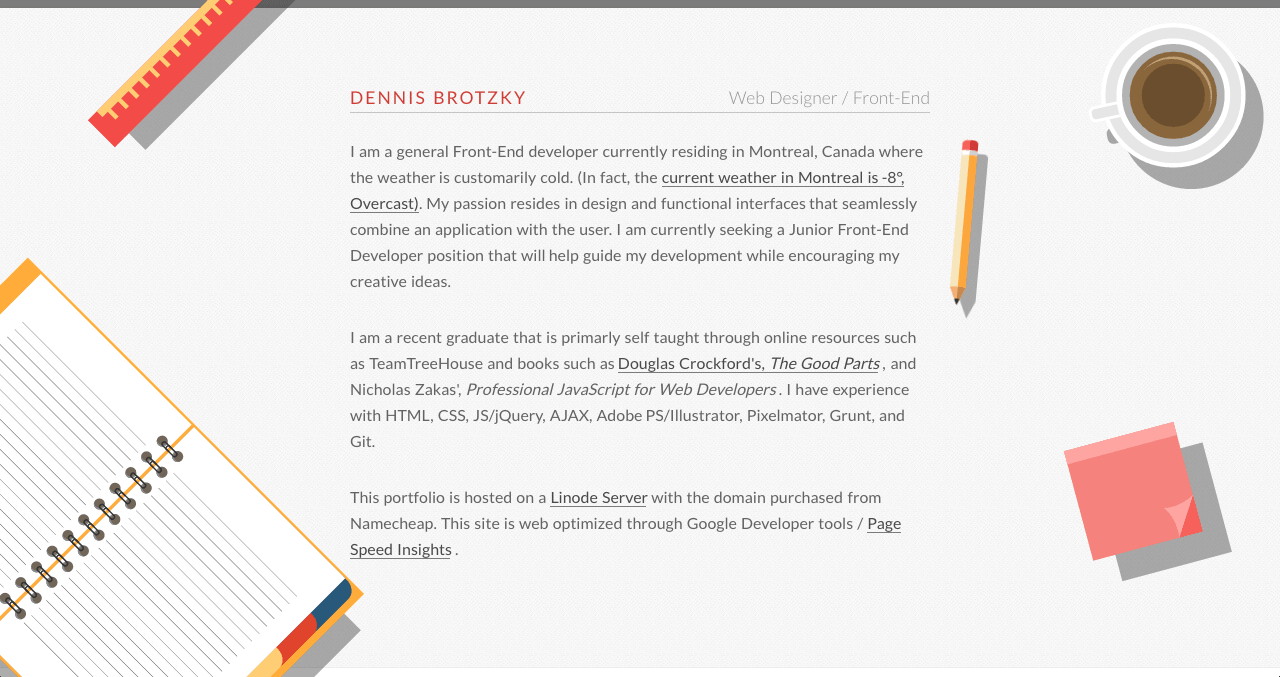 DENNIS BROTZKY
Web Designer / Front-End
I am a general Front-End developer currently residing in Montreal, Canada where
the weather is customarily cold. (In fact, the current weather in Montreal is -8°,
Overcast). My passion resides in design and functional interfaces that seamlessly
combine an application with the user. I am currently seeking a Junior Front-End
Developer position that will help guide my development while encouraging my
creative ideas.
I am a recent graduate that is primarly self taught through online resources such
as TeamTreeHouse and books such as Douglas Crockford's, The Good Parts , and
Nicholas Zakas', Professional JavaScript for Web Developers . I have experience
with HTML, CSS, JS/jQuery, AJAX, Adobe PS/Illustrator, Pixelmator, Grunt, and
Git.
This portfolio is hosted on a Linode Server with the domain purchased from
Namecheap. This site is web optimized through Google Developer tools / Page
Speed Insights .